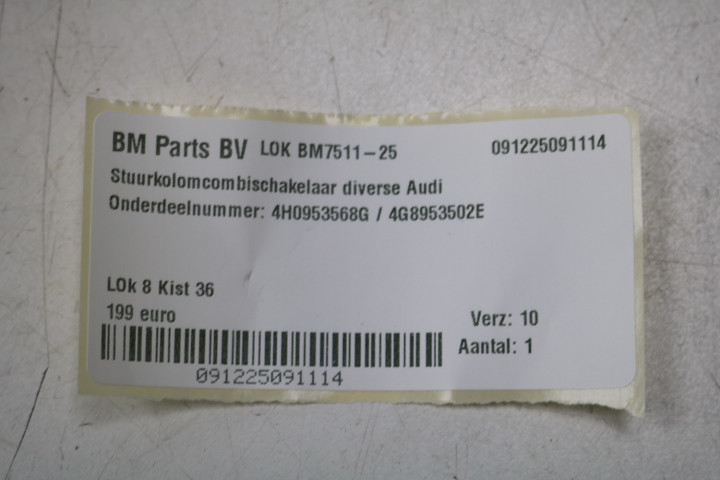 BM Parts BV LOK BM7511-25 091225091114
Stuurkolomcombischakelaar diverse Audi
Onderdeelnummer: 4H0953568G / 4G8953502E
LOk 8 Kist 36
199 euro Verz: 10
Aantal: 1
091225091114